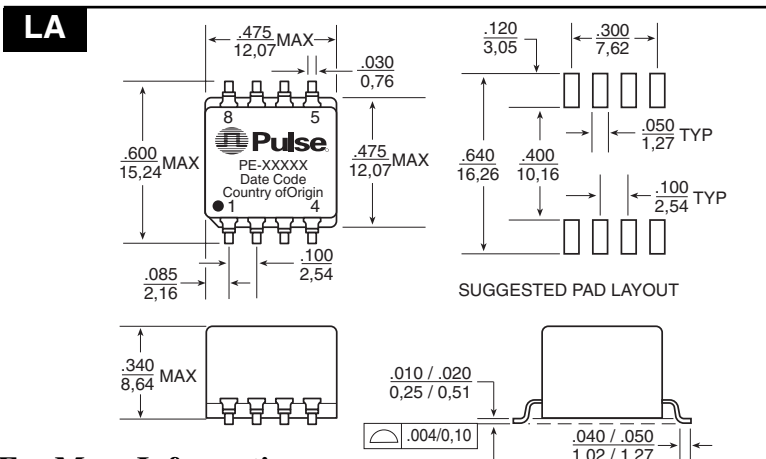 LA
.475
12,07 MAX
.030
0,76
8 5
Pulse
PE-XXXXX
Date Code
Country ofOrigin
1 4
.600
15,24 MAX
.475
12,07 MAX
.085
2,16
.100
2,54
.120
3,05
.300
7,62
.050
1,27 TYP
.640
16,26
.400
10,16
.100
2,54 TYP
SUGGESTED PAD LAYOUT
.340
8,64 MAX
.010 / .020
0,25 / 0,51
.004/0,10
.040 / .050
1,02 / 1,27